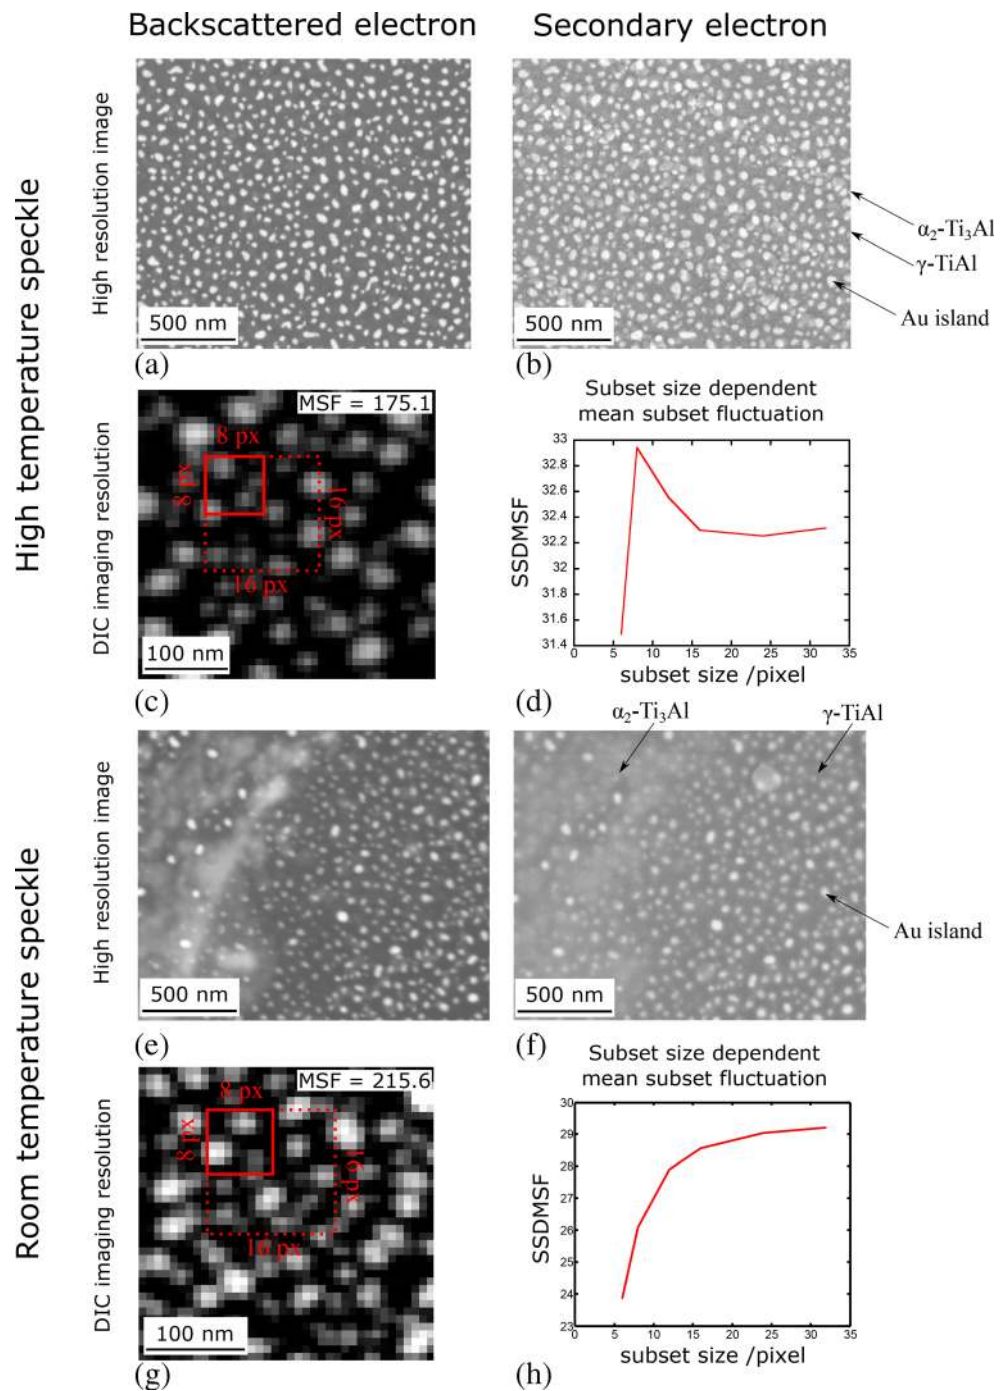 Backscattered electron
Secondary electron
High temperature speckle
High resolution image
500 nm
(a)
500 nm
(b)
α₂-Ti₃Al
γ-TiAl
Au island
DIC imaging resolution
MSF = 175.1
8 px
8 px
16 px
16 px
100 nm
(c)
Subset size dependent
mean subset fluctuation
33
32.8
32.6
32.4
32.2
32
31.8
31.6
31.4
0 5 10 15 20 25 30 35
SSDMSF
subset size /pixel
(d)
Room temperature speckle
High resolution image
500 nm
(e)
α₂-Ti₃Al
γ-TiAl
Au island
500 nm
(f)
DIC imaging resolution
MSF = 215.6
8 px
8 px
16 px
16 px
100 nm
(g)
Subset size dependent
mean subset fluctuation
30
29
28
27
26
25
24
23
0 5 10 15 20 25 30 35
SSDMSF
subset size /pixel
(h)